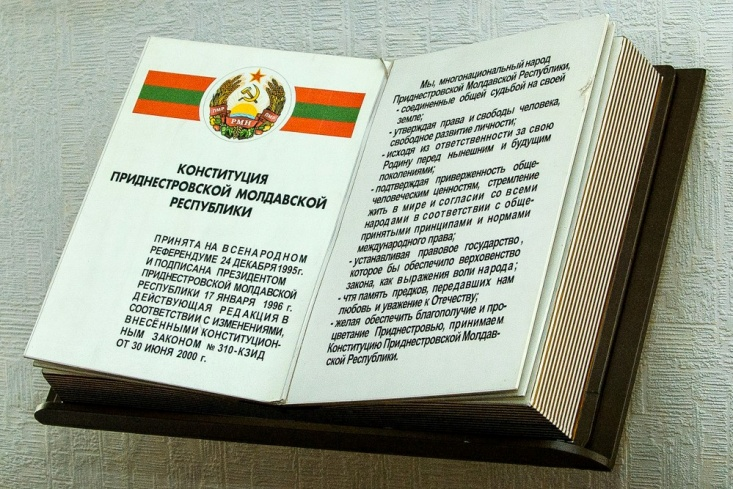 ПМР
ПМР
РМН
КОНСТИТУЦИЯ
ПРИДНЕСТРОВСКОЙ МОЛДАВСКОЙ
РЕСПУБЛИКИ
ПРИНЯТА НА ВСЕНАРОДНОМ
РЕФЕРЕНДУМЕ 24 ДЕКАБРЯ 1995г.
И ПОДПИСАНА ПРЕЗИДЕНТОМ
ПРИДНЕСТРОВСКОЙ МОЛДАВСКОЙ
РЕСПУБЛИКИ 17 ЯНВАРЯ 1996 г.
ДЕЙСТВУЮЩАЯ РЕДАКЦИЯ В
СООТВЕТСТВИИ С ИЗМЕНЕНИЯМИ,
ВНЕСЁННЫМИ КОНСТИТУЦИОН-
НЫМ ЗАКОНОМ № 310-КЗИД
ОТ 30 ИЮНЯ 2000 г.
Мы, многонациональный народ
Приднестровской Молдавской Республики,
- соединенные общей судьбой на своей
земле;
- утверждая права и свободы человека,
свободное развитие личности;
- исходя из ответственности за свою
Родину перед нынешним и будущим
поколениями;
- подтверждая приверженность обще-
человеческим ценностям, стремление
жить в мире и согласии со всеми
народами в соответствии с обще-
принятыми принципами и нормами
международного права;
- устанавливая правовое государство,
которое бы обеспечило верховенство
закона, как выражения воли народа;
- чтя память предков, передавших нам
любовь и уважение к Отечеству;
- желая обеспечить благополучие и про-
цветание Приднестровью, принимаем
Конституцию Приднестровской Молдав-
ской Республики.